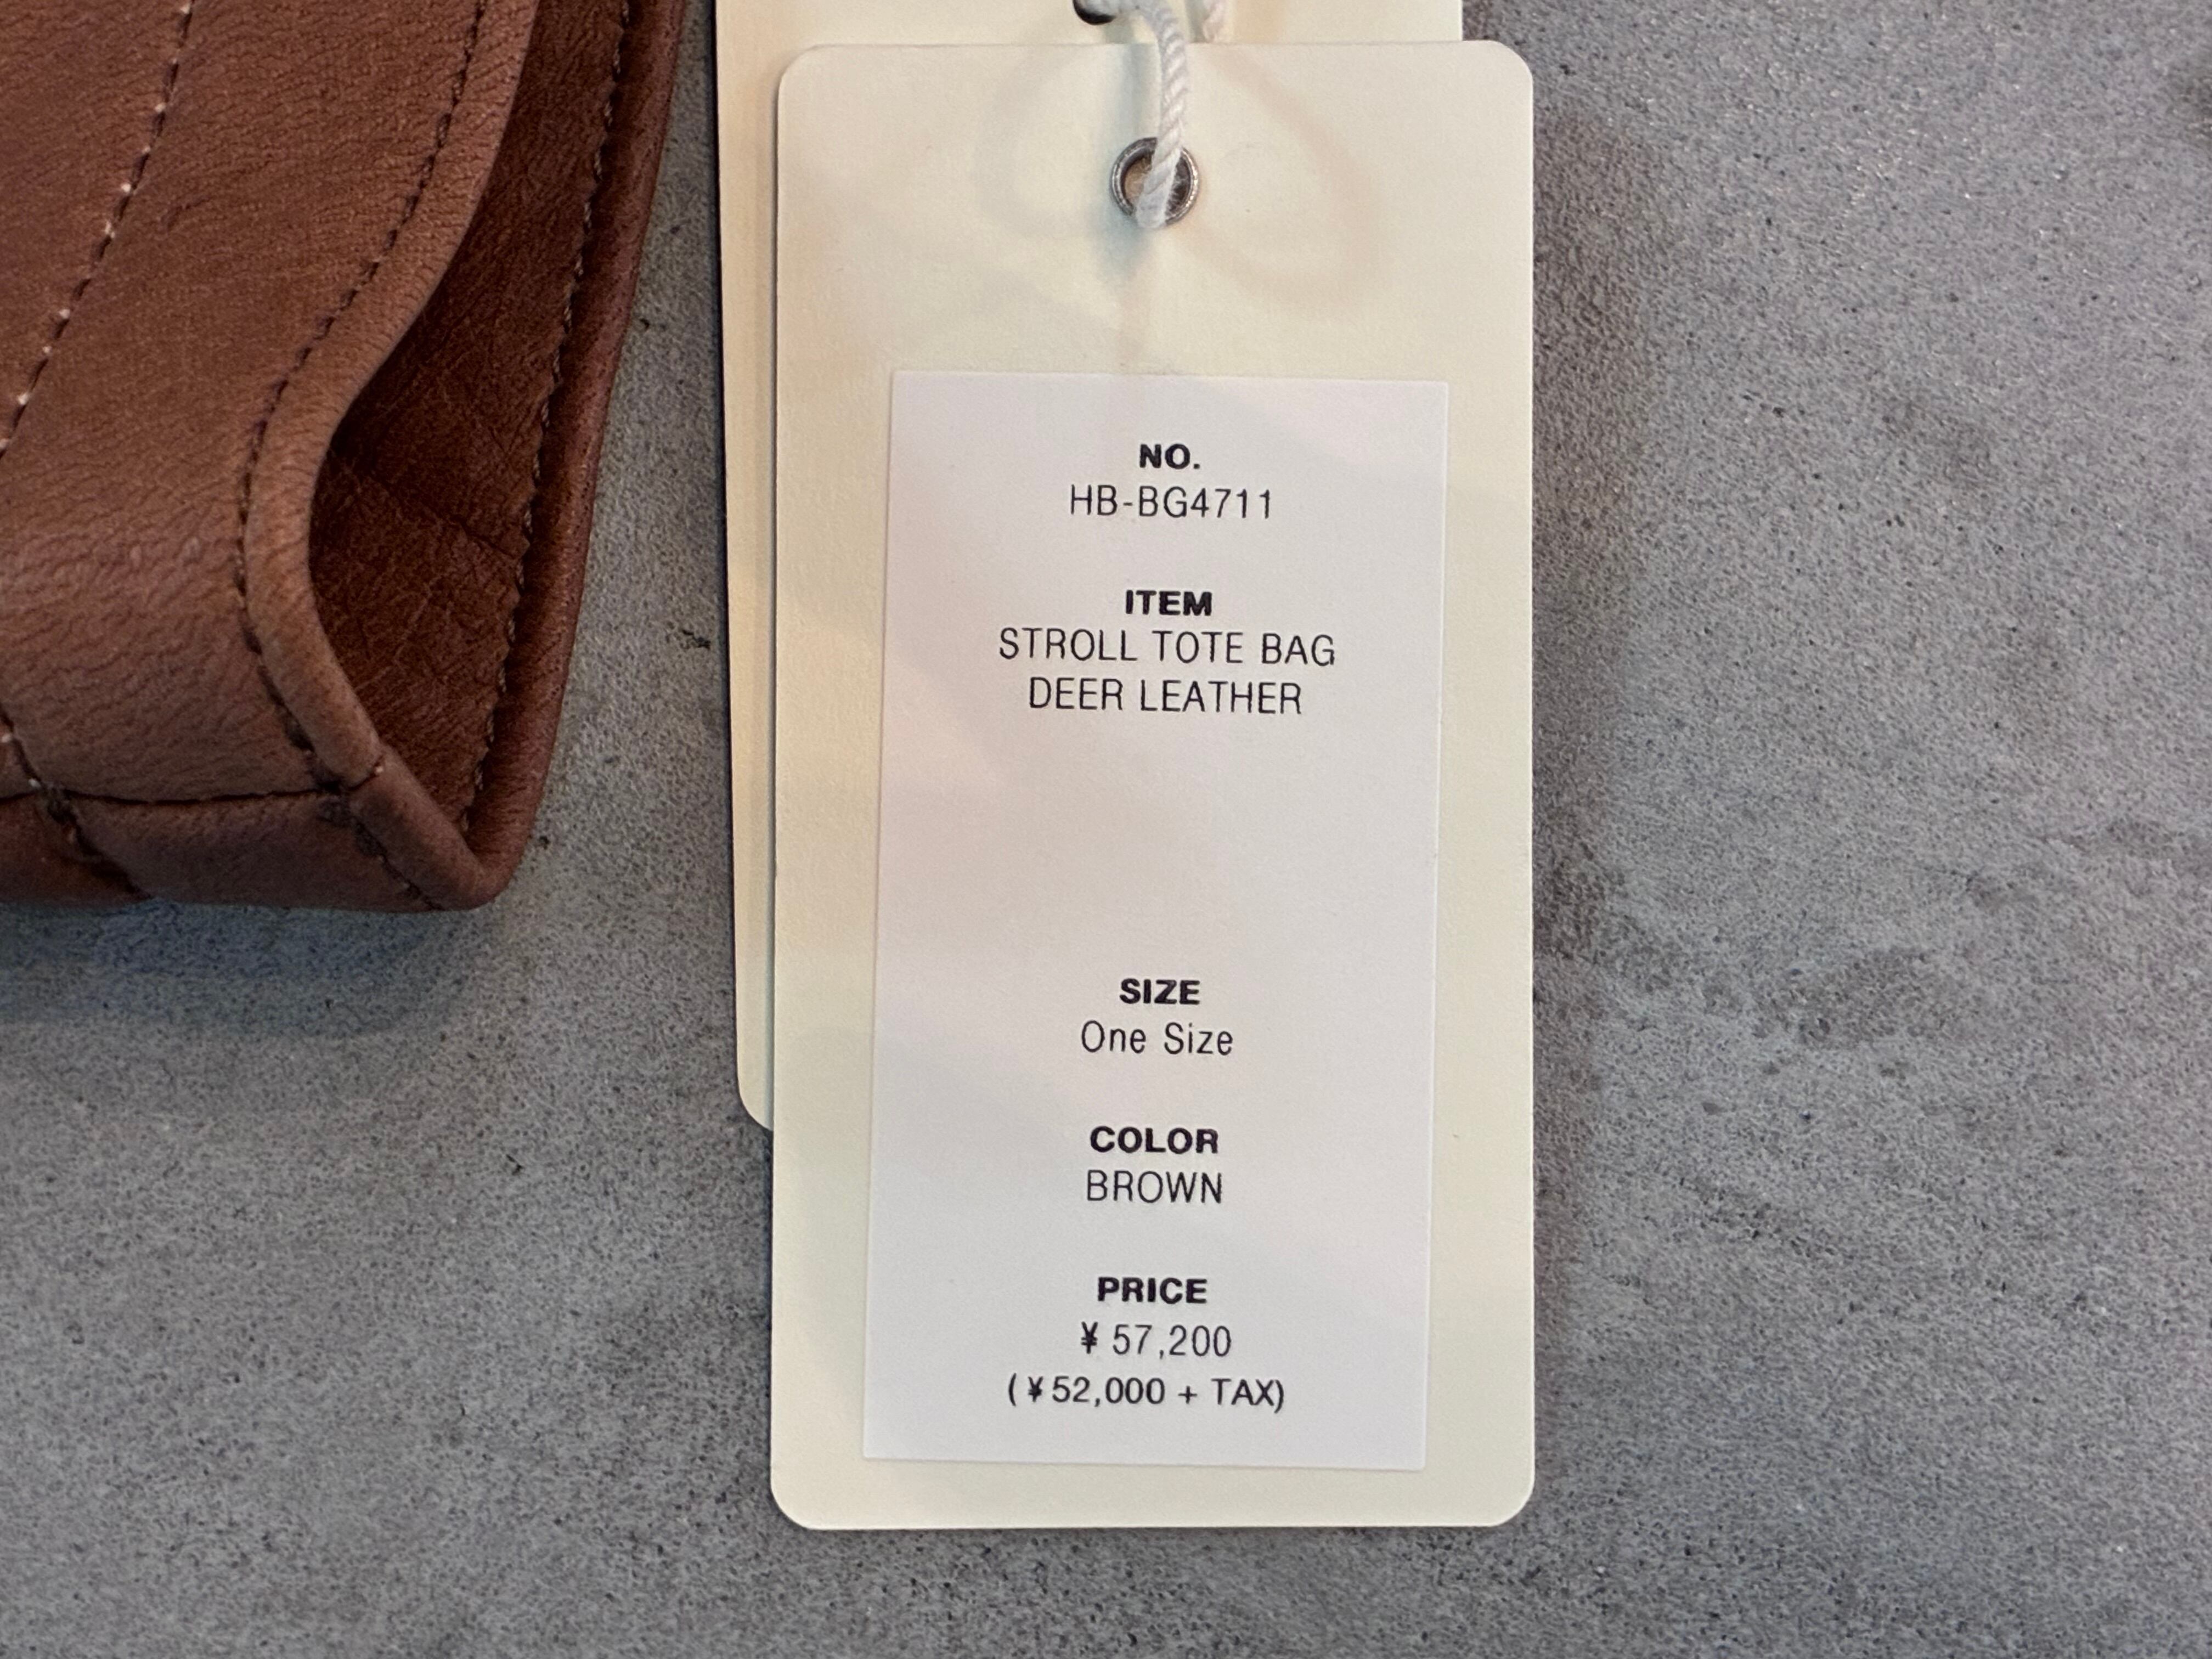 NO.
HB-BG4711
ITEM
STROLL TOTE BAG
DEER LEATHER
SIZE
One Size
COLOR
BROWN
PRICE
¥ 57,200
(¥52,000 + TAX)